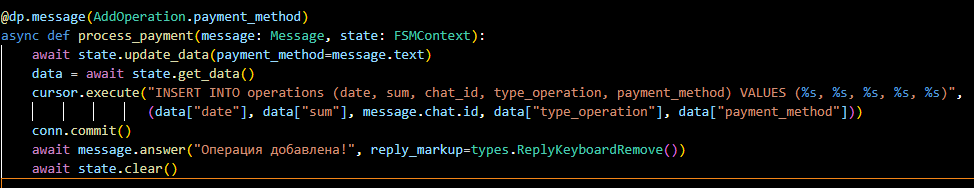 @dp.message(AddOperation.payment_method)
async def process_payment(message: Message, state: FSMContext):
    await state.update_data(payment_method=message.text)
    data = await state.get_data()
    cursor.execute("INSERT INTO operations (date, sum, chat_id, type_operation, payment_method) VALUES (%s, %s, %s, %s, %s)",
                   (data["date"], data["sum"], message.chat.id, data["type_operation"], data["payment_method"]))
    conn.commit()
    await message.answer("Операция добавлена!", reply_markup=types.ReplyKeyboardRemove())
    await state.clear()